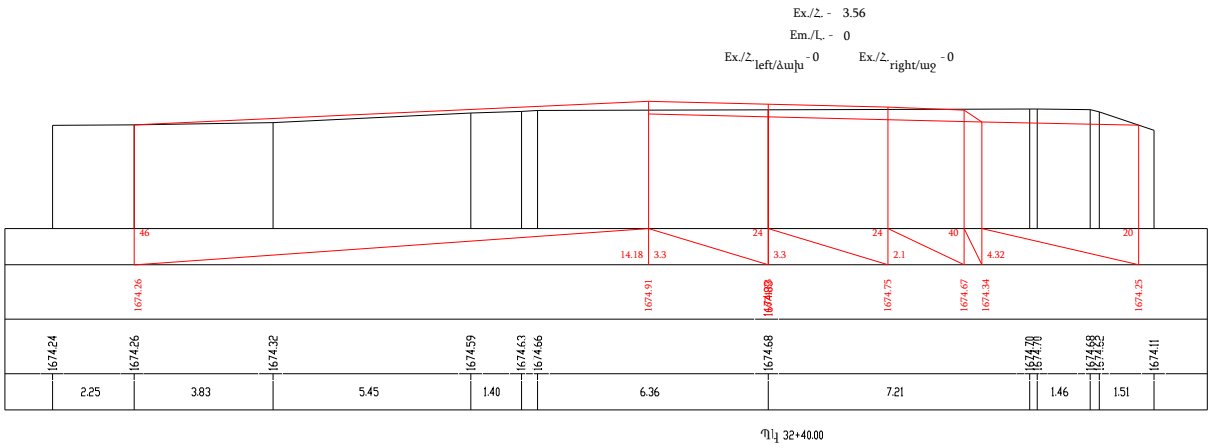 Ex./Հ. - 3.56
Em./Լ. - 0
Ex./Հ. left/ձախ - 0 Ex./Հ. right/աջ - 0
46 24 24 40 20
14.18 3.3 3.3 2.1 4.32
1674.26 1674.91 1674.75 1674.67 1674.34 1674.25
1674.24 1674.26 1674.32 1674.59 1674.63 1674.66 1674.68 1674.70 1674.70 1674.68 1674.11
2.25 3.83 5.45 1.40 6.36 7.21 1.46 1.51
Պկ 32+40.00